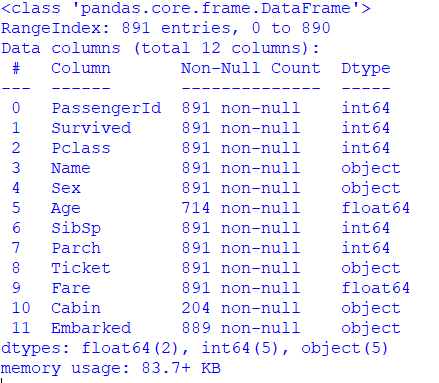 <class 'pandas.core.frame.DataFrame'>
RangeIndex: 891 entries, 0 to 890
Data columns (total 12 columns):
 #   Column       Non-Null Count  Dtype
---  ------       --------------  -----
 0   PassengerId  891 non-null    int64
 1   Survived     891 non-null    int64
 2   Pclass       891 non-null    int64
 3   Name         891 non-null    object
 4   Sex          891 non-null    object
 5   Age          714 non-null    float64
 6   SibSp        891 non-null    int64
 7   Parch        891 non-null    int64
 8   Ticket       891 non-null    object
 9   Fare         891 non-null    float64
 10  Cabin        204 non-null    object
 11  Embarked     889 non-null    object
dtypes: float64(2), int64(5), object(5)
memory usage: 83.7+ KB